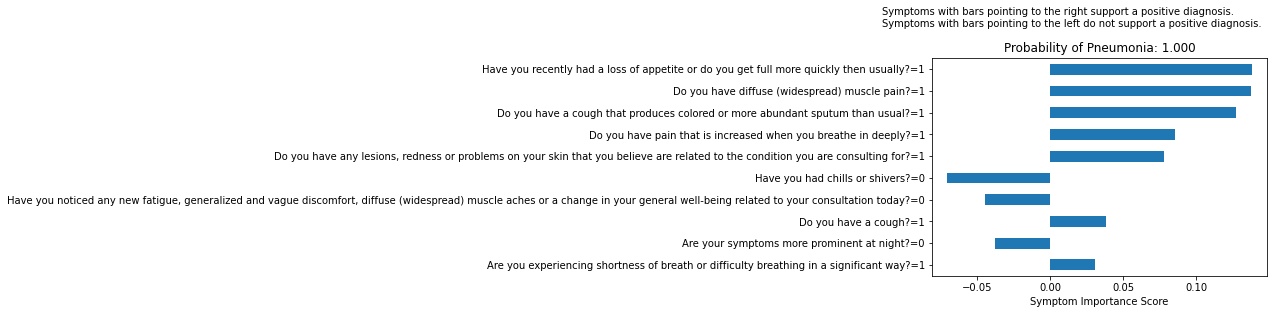 Symptoms with bars pointing to the right support a positive diagnosis.
Symptoms with bars pointing to the left do not support a positive diagnosis.
Probability of Pneumonia: 1.000
Have you recently had a loss of appetite or do you get full more quickly then usually?=1
Do you have diffuse (widespread) muscle pain?=1
Do you have a cough that produces colored or more abundant sputum than usual?=1
Do you have pain that is increased when you breathe in deeply?=1
Do you have any lesions, redness or problems on your skin that you believe are related to the condition you are consulting for?=1
Have you had chills or shivers?=0
Have you noticed any new fatigue, generalized and vague discomfort, diffuse (widespread) muscle aches or a change in your general well-being related to your consultation today?=0
Do you have a cough?=1
Are your symptoms more prominent at night?=0
Are you experiencing shortness of breath or difficulty breathing in a significant way?=1
−0.05 0.00 0.05 0.10
Symptom Importance Score